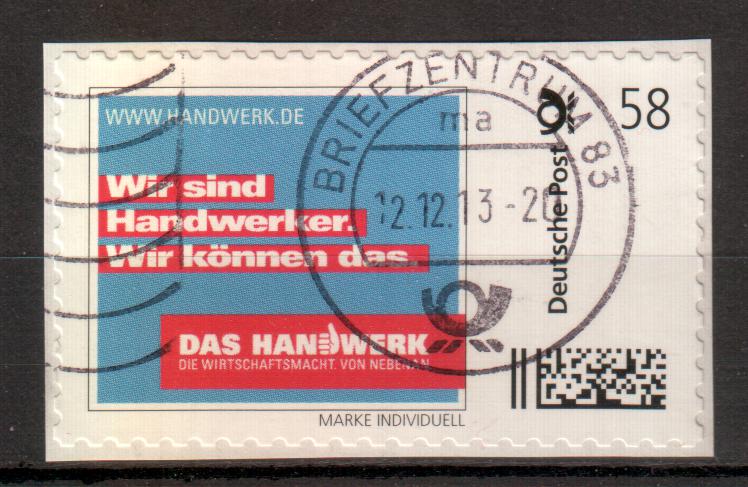 WWW.HANDWERK.DE
Wir sind
Handwerker.
Wir können das.
DAS HANDWERK
DIE WIRTSCHAFTSMACHT. VON NEBENAN.
MARKE INDIVIDUELL
58
Deutsche Post
BRIEFZENTRUM 83
ma
12.12.13-20